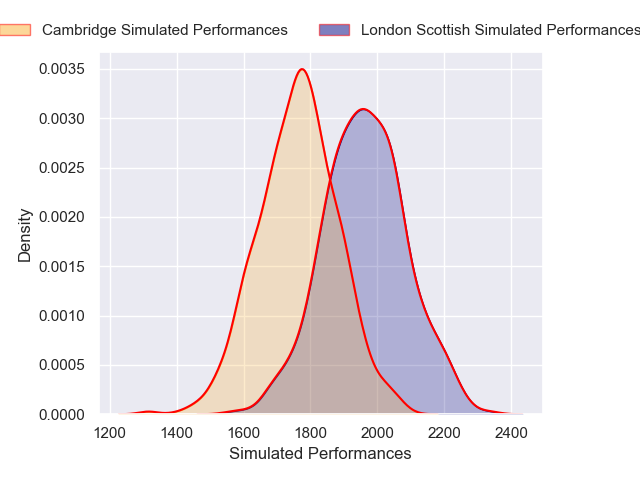 Cambridge Simulated Performances London Scottish Simulated Performances
0.0035
0.0030
0.0025
0.0020
0.0015
0.0010
0.0005
0.0000
Density
1200 1400 1600 1800 2000 2200 2400
Simulated Performances